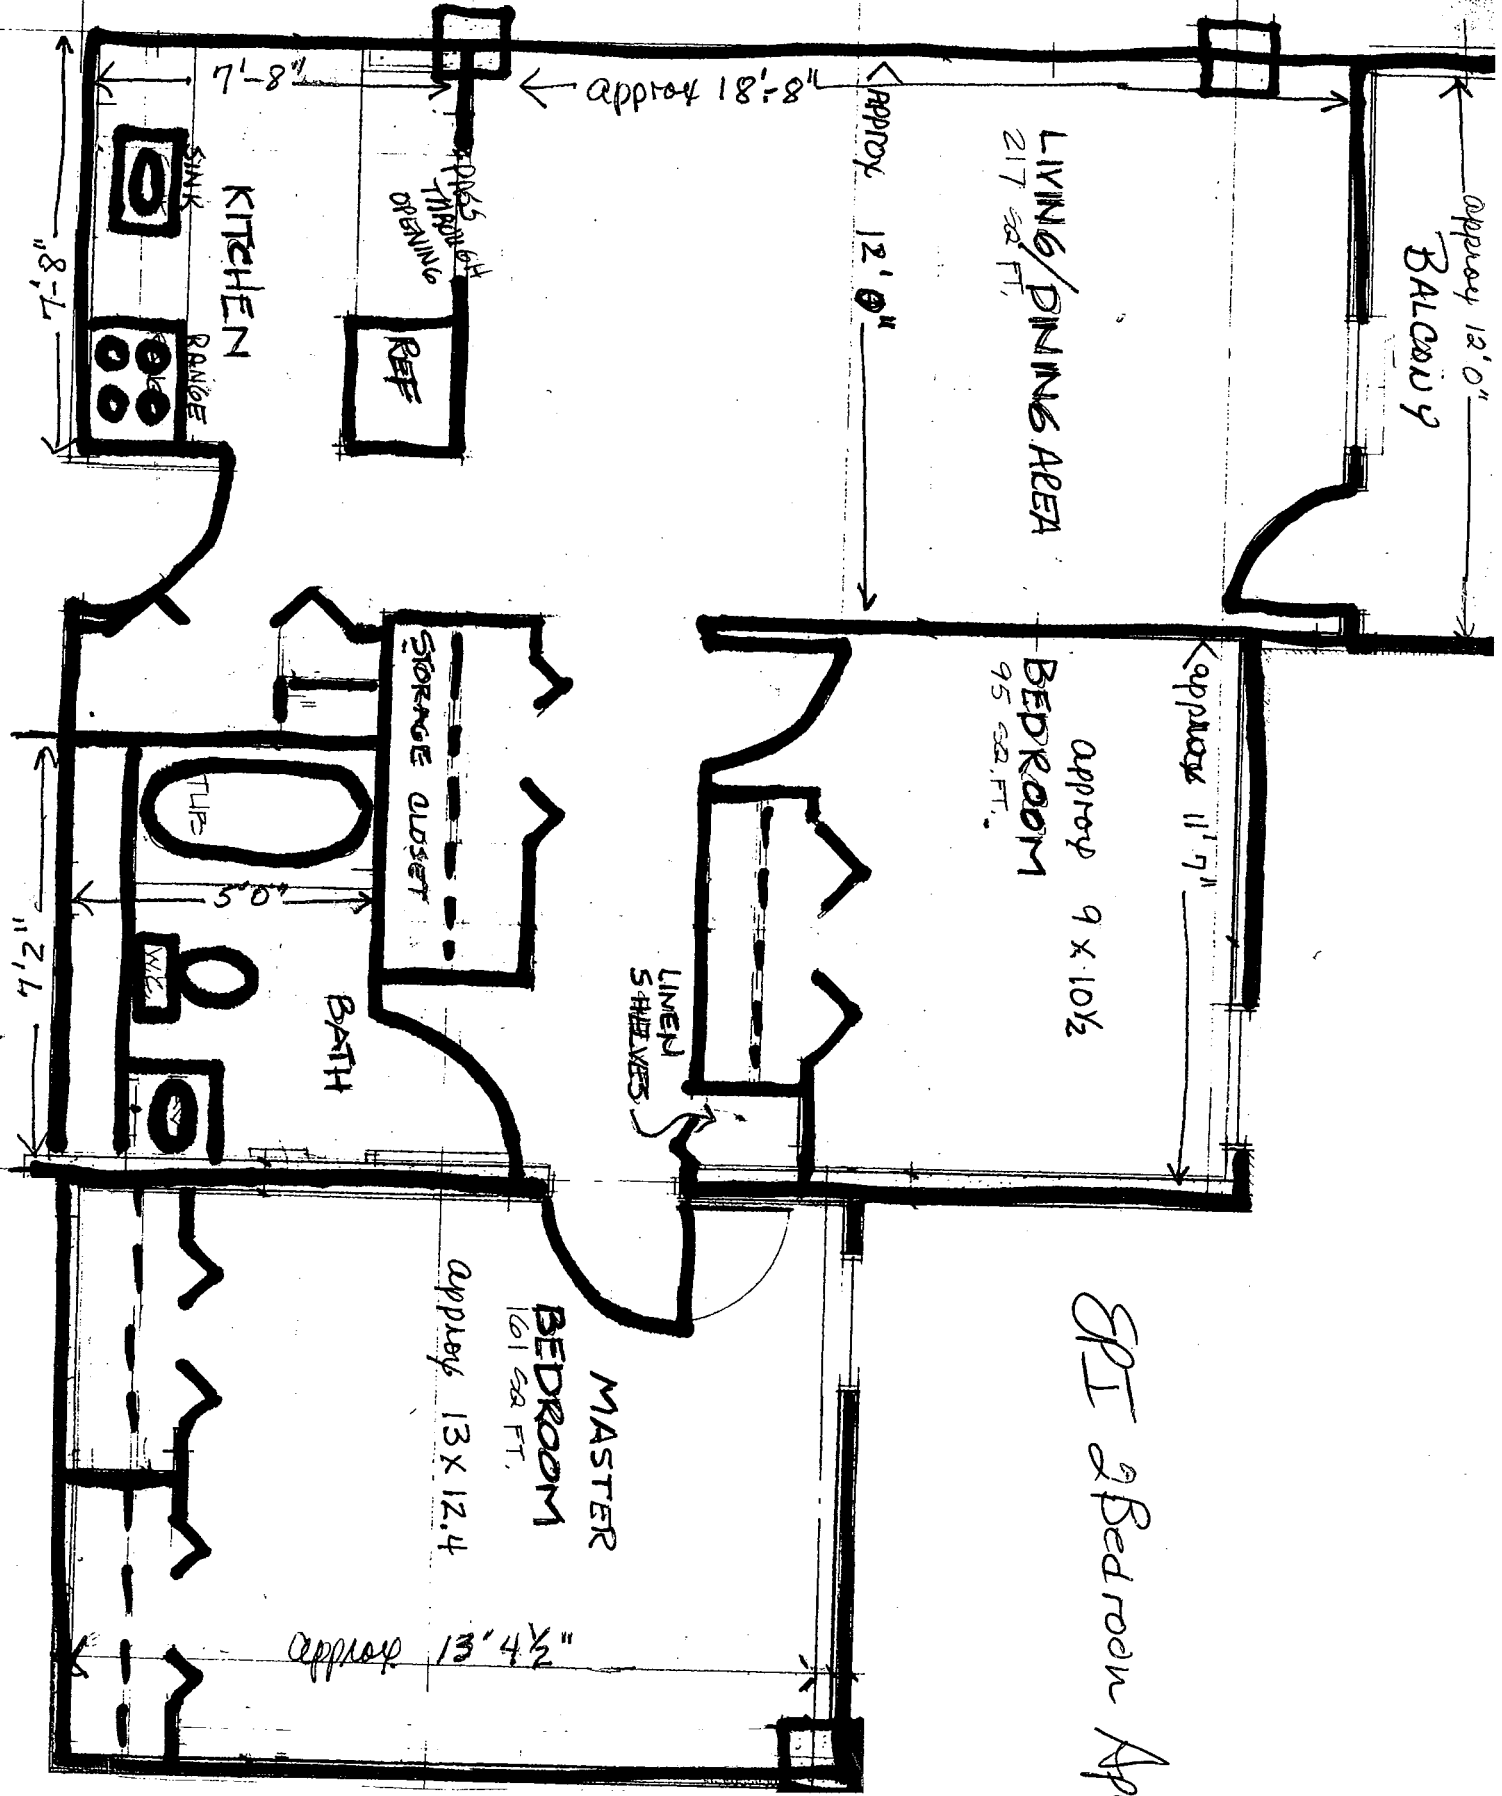 7'-8"
approx 18'-8"
approx 12'0"
BALCONY
approx 12'0"
LIVING/DINING AREA
217 SQ FT.
SINK
KITCHEN
PASS
THROUGH
OPENING
7'-8"
RANGE
REF
STORAGE CLOSET
BEDROOM
95 SQ. FT.
approx 9 x 10½
approx 11' 7"
TUB
5'0"
W.C.
BATH
7'2"
LINEN
SHELVES
MASTER
BEDROOM
161 SQ FT.
approx 13 x 12.4
approx 13' 4½"
2 Bedroom Ap